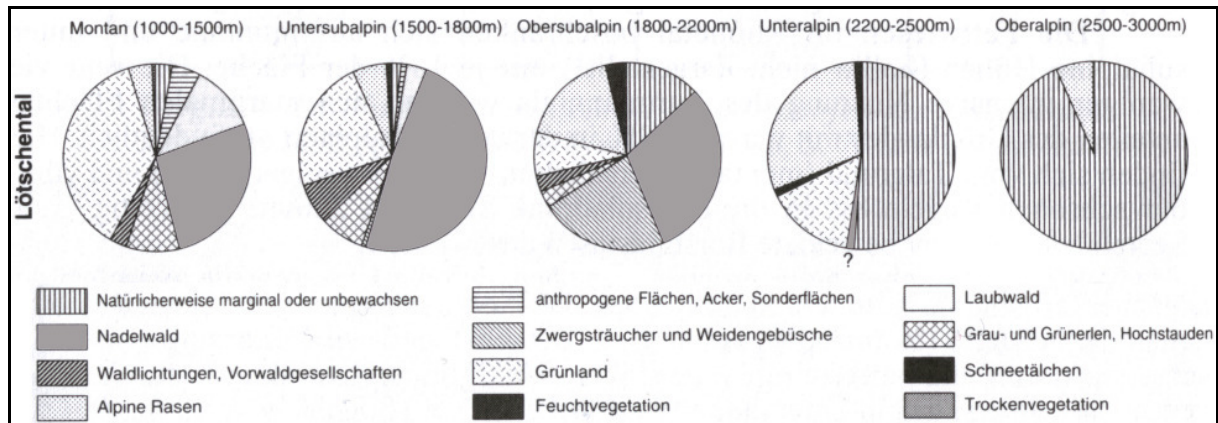 Montan (1000-1500m) Untersubalpin (1500-1800m) Obersubalpin (1800-2200m) Unteralpin (2200-2500m) Oberalpin (2500-3000m)
Lötschental
?
Natürlicherweise marginal oder unbewachsen anthropogene Flächen, Acker, Sonderflächen Laubwald
Nadelwald Zwergsträucher und Weidengebüsche Grau- und Grünerlen, Hochstauden
Waldlichtungen, Vorwaldgesellschaften Grünland Schneetälchen
Alpine Rasen Feuchtvegetation Trockenvegetation